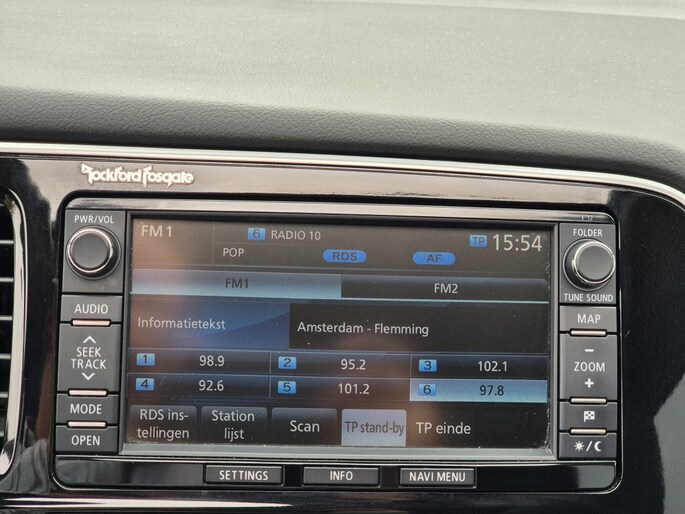 Rockford Fosgate
PWR/VOL
AUDIO
SEEK
TRACK
MODE
OPEN
FM 1
6 RADIO 10
TP 15:54
POP
RDS
AF
FM1
FM2
Informatietekst
Amsterdam - Flemming
1 98.9
2 95.2
3 102.1
4 92.6
5 101.2
6 97.8
RDS ins-
tellingen
Station
lijst
Scan
TP stand-by
TP einde
FOLDER
TUNE SOUND
MAP
− ZOOM +
SETTINGS
INFO
NAVI MENU